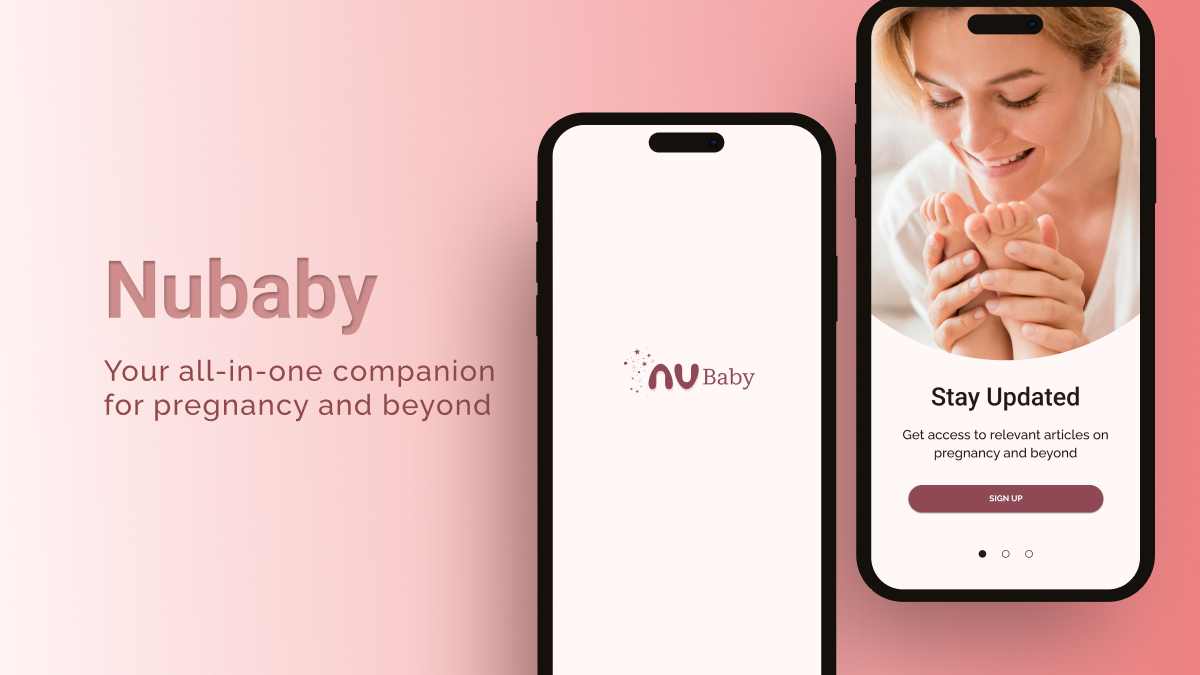 Nubaby
Your all-in-one companion
for pregnancy and beyond
nu Baby
Stay Updated
Get access to relevant articles on
pregnancy and beyond
SIGN UP